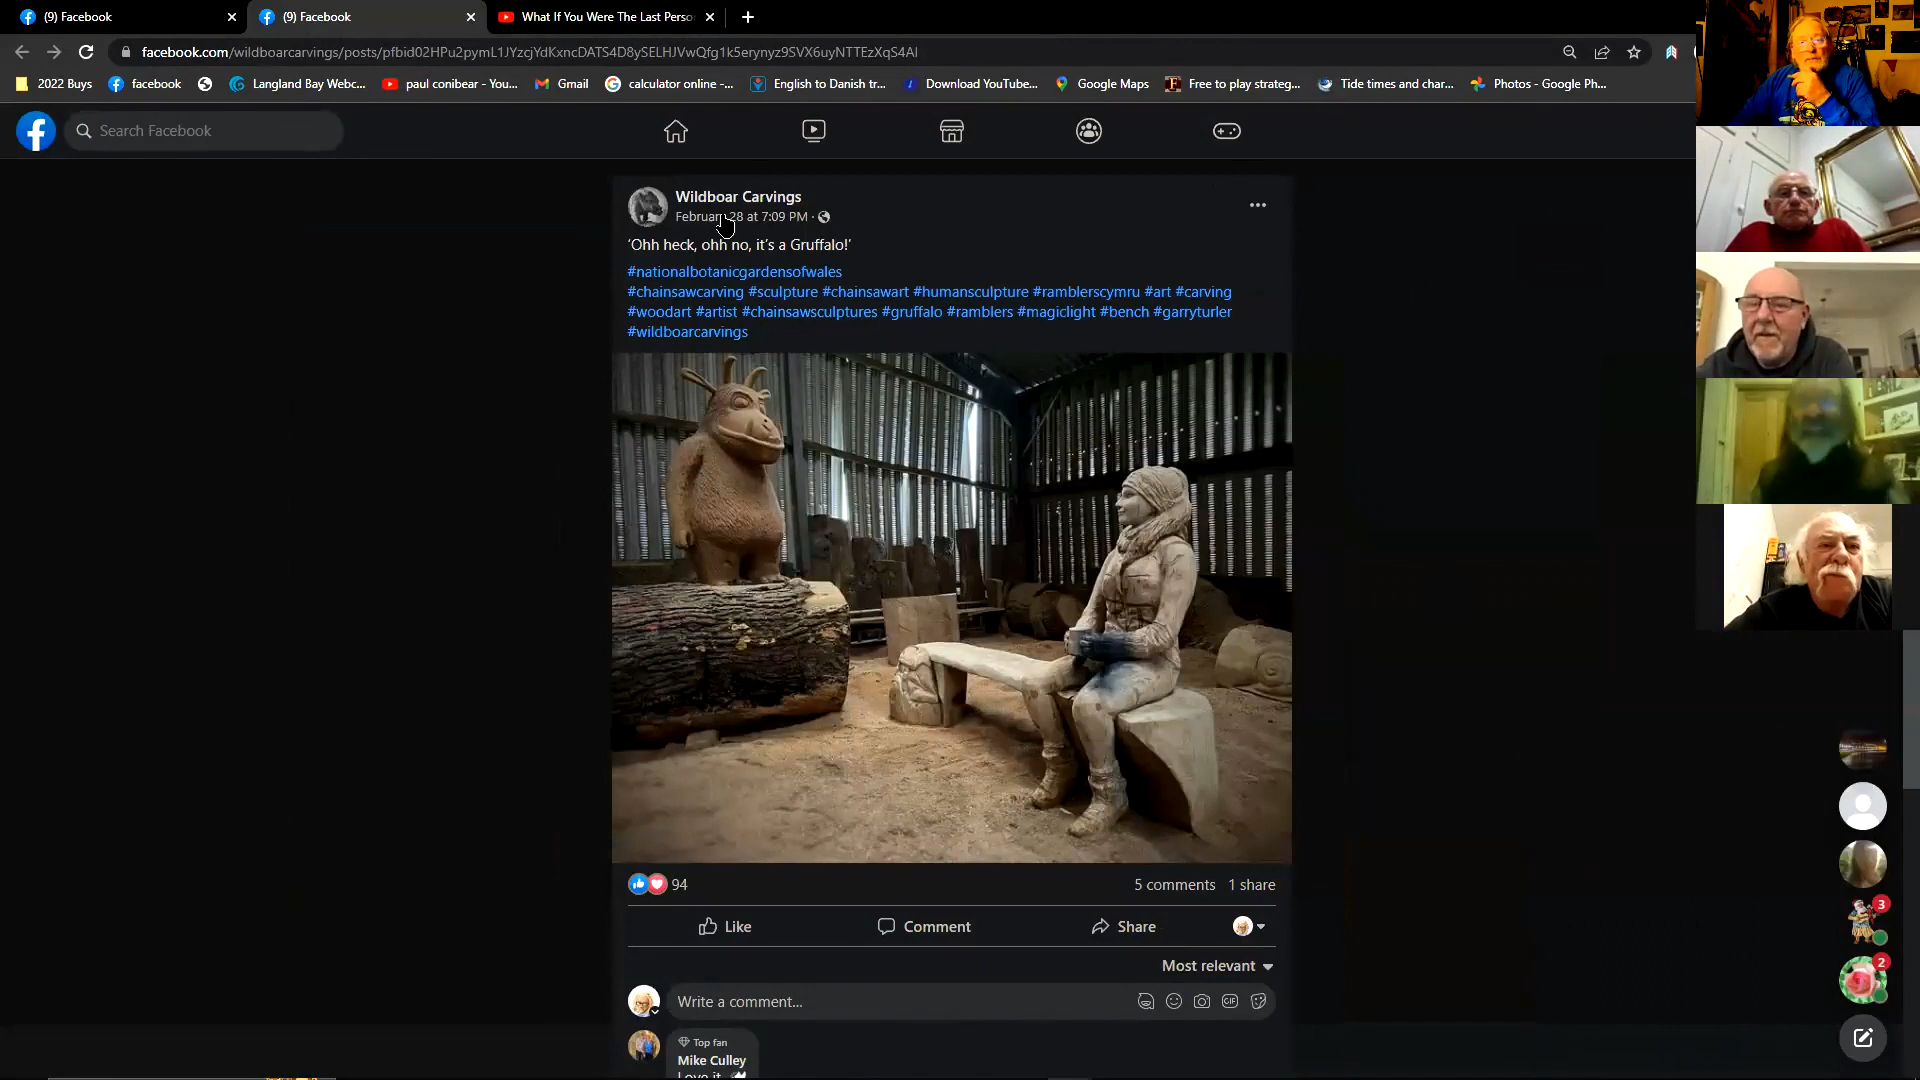 (9) Facebook
(9) Facebook
What If You Were The Last Perso
facebook.com/wildboarcarvings/posts/pfbid02HPu2pymL1JYzcjYdKxncDATS4D8ySELHJVwQfg1k5erynyz9SVX6uyNTTEzXqS4Al
2022 Buys
facebook
Langland Bay Webc...
paul conibear - You...
Gmail
calculator online -...
English to Danish tr...
Download YouTube...
Google Maps
Free to play strateg...
Tide times and char...
Photos - Google Ph...
Search Facebook
Wildboar Carvings
February 28 at 7:09 PM ·
‘Ohh heck, ohh no, it’s a Gruffalo!’
#nationalbotanicgardensofwales
#chainsawcarving #sculpture #chainsawart #humansculpture #ramblerscymru #art #carving
#woodart #artist #chainsawsculptures #gruffalo #ramblers #magiclight #bench #garryturler
#wildboarcarvings
94
5 comments 1 share
Like
Comment
Share
Most relevant
Write a comment...
GIF
Top fan
Mike Culley
Love it
3
2